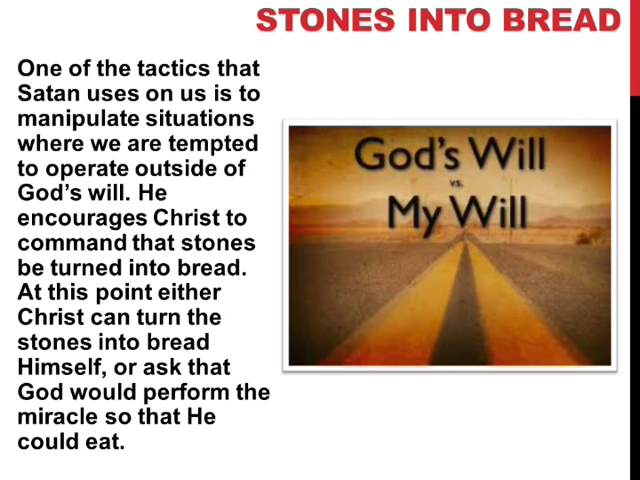 STONES INTO BREAD
One of the tactics that
Satan uses on us is to
manipulate situations
where we are tempted
to operate outside of
God's will. He
encourages Christ to
command that stones
be turned into bread.
At this point either
Christ can turn the
stones into bread
Himself, or ask that
God would perform the
miracle so that He
could eat.
God's Will
vs.
My Will